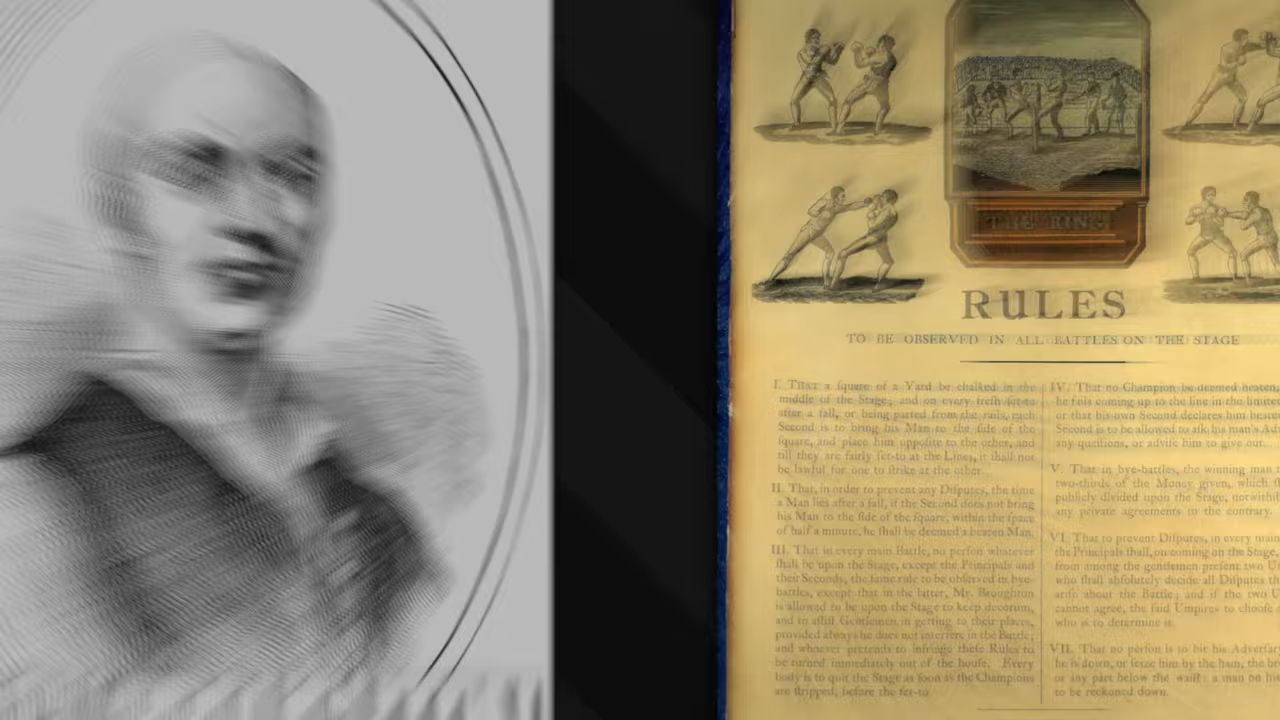 THE RING
RULES
TO BE OBSERVED IN ALL BATTLES ON THE STAGE
I. THAT a ſquare of a Yard be chalked in the
middle of the Stage; and on every freſh ſet-to
after a fall, or being parted from the rails, each
Second is to bring his Man to the ſide of the
ſquare, and place him oppoſite to the other, and
till they are fairly ſet-to at the Lines, it ſhall not
be lawful for one to ſtrike at the other.
II. That, in order to prevent any Diſputes, the time
a Man lies after a fall, if the Second does not bring
his Man to the ſide of the ſquare, within the ſpace
of half a minute, he ſhall be deemed a beaten Man.
III. That in every main Battle, no perſon whatever
ſhall be upon the Stage, except the Principals and
their Seconds, the ſame rule to be obſerved in bye-
battles, except that in the latter, Mr. Broughton
is allowed to be upon the Stage to keep decorum,
and to aſſiſt Gentlemen in getting to their places,
provided always he does not interfere in the Battle;
and whoever pretends to infringe theſe Rules to
be turned immediately out of the houſe. Every
body is to quit the Stage as ſoon as the Champions
are ſtripped, before the ſet-to
IV. That no Champion be deemed beaten,
he fails coming up to the line in the limited
or that his own Second declares him beaten
Second is to be allowed to aſk his man's Adv
any queſtions, or adviſe him to give out.
V. That in bye-battles, the winning man
two-thirds of the Money given, which
publicly divided upon the Stage, notwith
any private agreements to the contrary.
VI. That to prevent Diſputes, in every main
the Principals ſhall, on coming on the Stage,
from among the gentlemen preſent two
who ſhall abſolutely decide all Diſputes
ariſe about the Battle; and if the two
cannot agree, the ſaid Umpires to chooſe
who is to determine it.
VII. That no perſon is to hit his Adverſary
he is down, or ſeize him by the ham, the
or any part below the waiſt: a man on his
to be reckoned down.